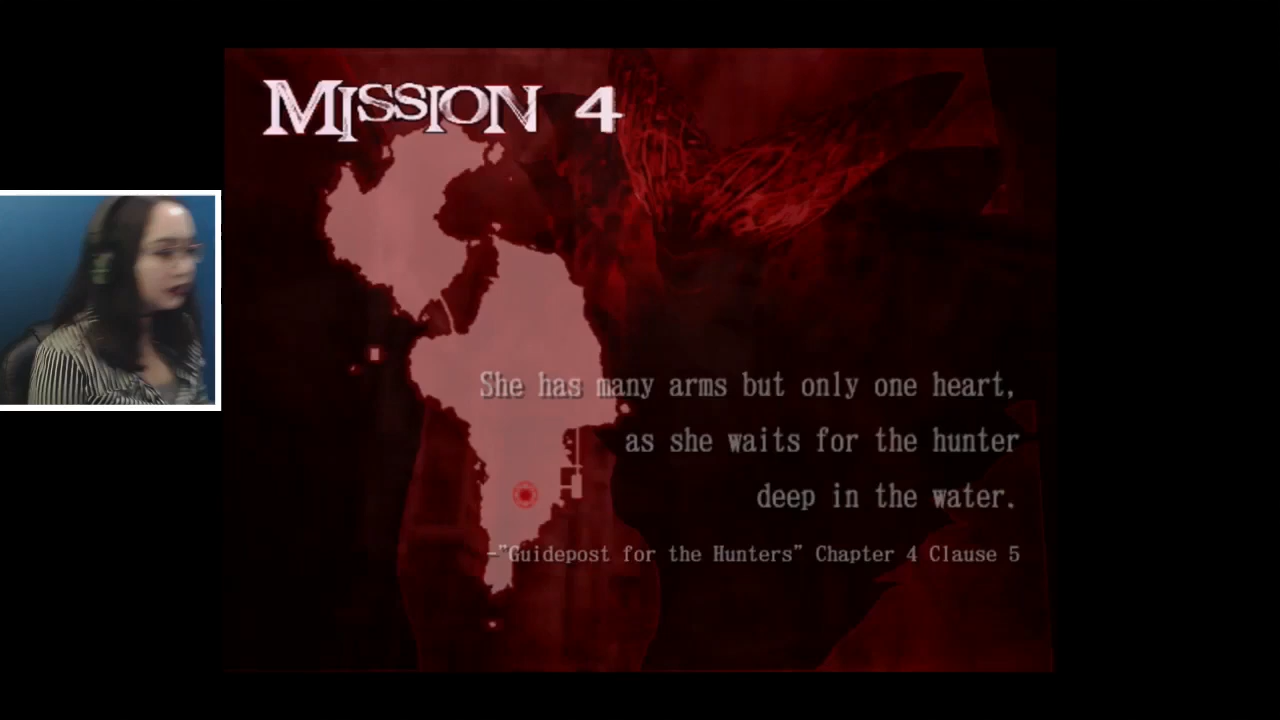 MISSION 4
She has many arms but only one heart,
as she waits for the hunter
deep in the water.
-"Guidepost for the Hunters" Chapter 4 Clause 5